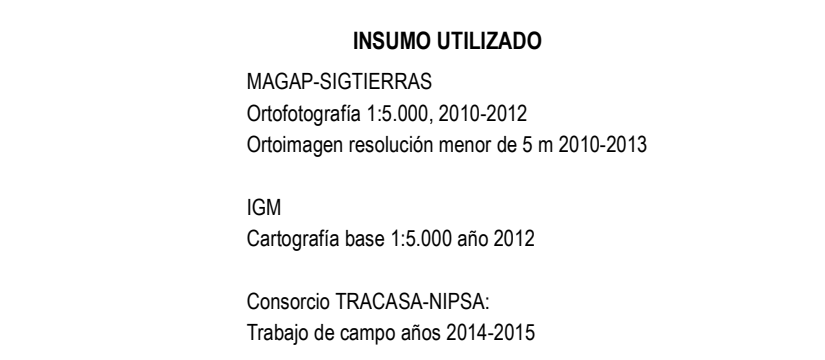 INSUMO UTILIZADO
MAGAP-SIGTIERRAS
Ortofotografía 1:5.000, 2010-2012
Ortoimagen resolución menor de 5 m 2010-2013
IGM
Cartografía base 1:5.000 año 2012
Consorcio TRACASA-NIPSA:
Trabajo de campo años 2014-2015